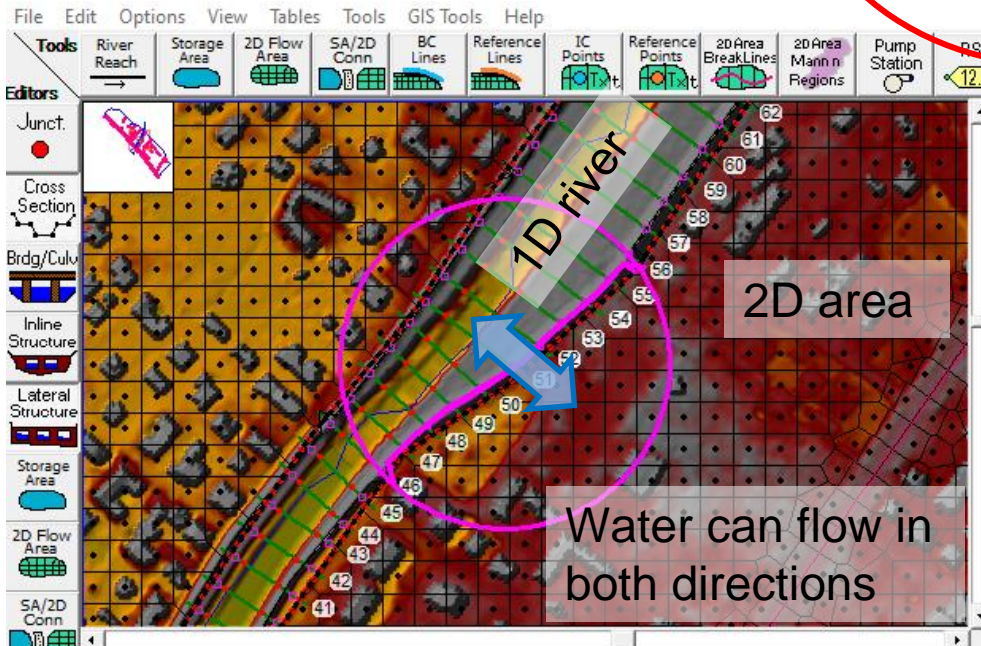 File Edit Options View Tables Tools GIS Tools Help
Tools
Editors
River
Reach
Storage
Area
2D Flow
Area
SA/2D
Conn
BC
Lines
Reference
Lines
IC
Points
Reference
Points
2D Area
BreakLines
2D Area
Mann n
Regions
Pump
Station
RS
12.
Junct.
Cross
Section
Brdg/Culv
Inline
Structure
Lateral
Structure
Storage
Area
2D Flow
Area
SA/2D
Conn
1D river
2D area
Water can flow in
both directions
62
61
60
59
58
57
56
55
54
53
52
51
50
49
48
47
46
45
44
43
42
41